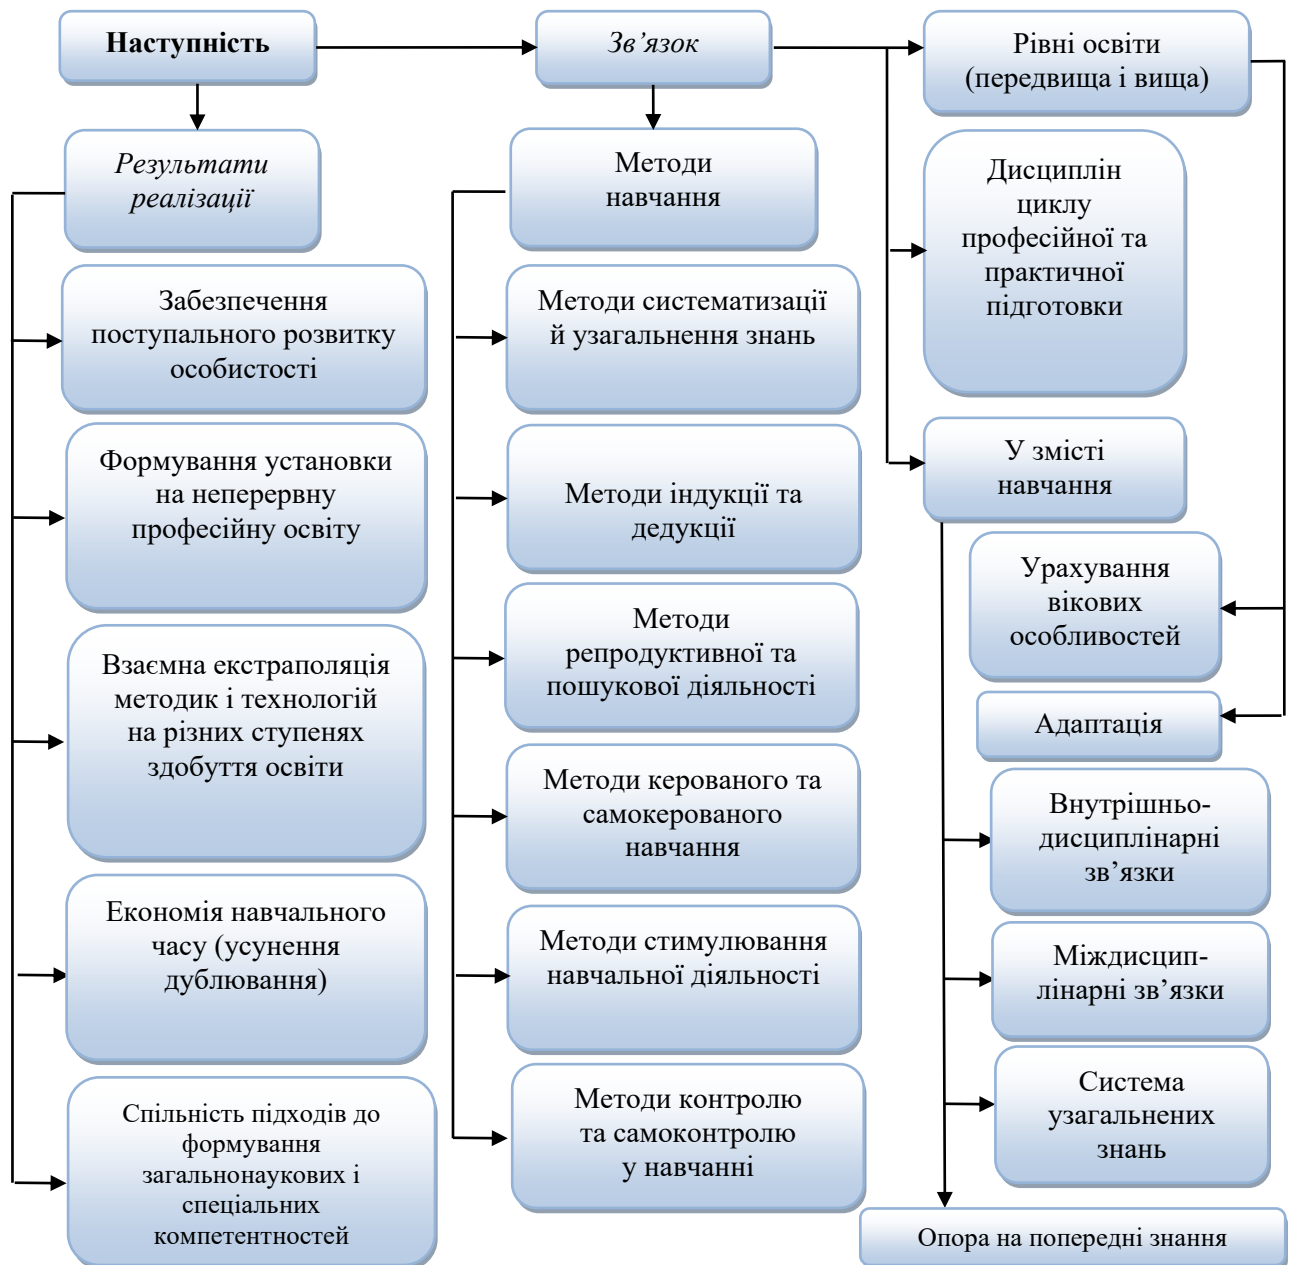 Наступність
Зв’язок
Рівні освіти
(передвища і вища)
Результати
реалізації
Методи
навчання
Дисциплін
циклу
професійної та
практичної
підготовки
Забезпечення
поступального розвитку
особистості
Методи систематизації
й узагальнення знань
У змісті
навчання
Формування установки
на неперервну
професійну освіту
Методи індукції та
дедукції
Урахування
вікових
особливостей
Взаємна екстраполяція
методик і технологій
на різних ступенях
здобуття освіти
Методи
репродуктивної та
пошукової діяльності
Адаптація
Методи керованого та
самокерованого
навчання
Внутрішньо-
дисциплінарні
зв’язки
Економія навчального
часу (усунення
дублювання)
Методи стимулювання
навчальної діяльності
Міждисцип-
лінарні зв’язки
Спільність підходів до
формування
загальнонаукових і
спеціальних
компетентностей
Методи контролю
та самоконтролю
у навчанні
Система
узагальнених
знань
Опора на попередні знання